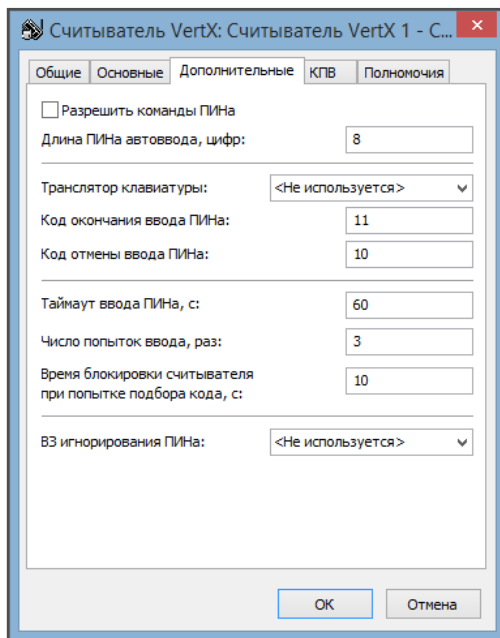 Считыватель VertX: Считыватель VertX 1 - С...
Общие Основные Дополнительные КПВ Полномочия
Разрешить команды ПИНа
Длина ПИНа автоввода, цифр: 8
Транслятор клавиатуры: <Не используется>
Код окончания ввода ПИНа: 11
Код отмены ввода ПИНа: 10
Таймаут ввода ПИНа, с: 60
Число попыток ввода, раз: 3
Время блокировки считывателя
при попытке подбора кода, с: 10
ВЗ игнорирования ПИНа: <Не используется>
OK Отмена